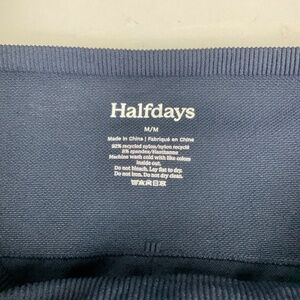 Halfdays
M/M
Made in China | Fabriqué en Chine
92% recycled nylon/nylon recyclé
8% spandex/élasthanne
Machine wash cold with like colors
inside out.
Do not bleach. Lay flat to dry.
Do not iron. Do not dry clean.